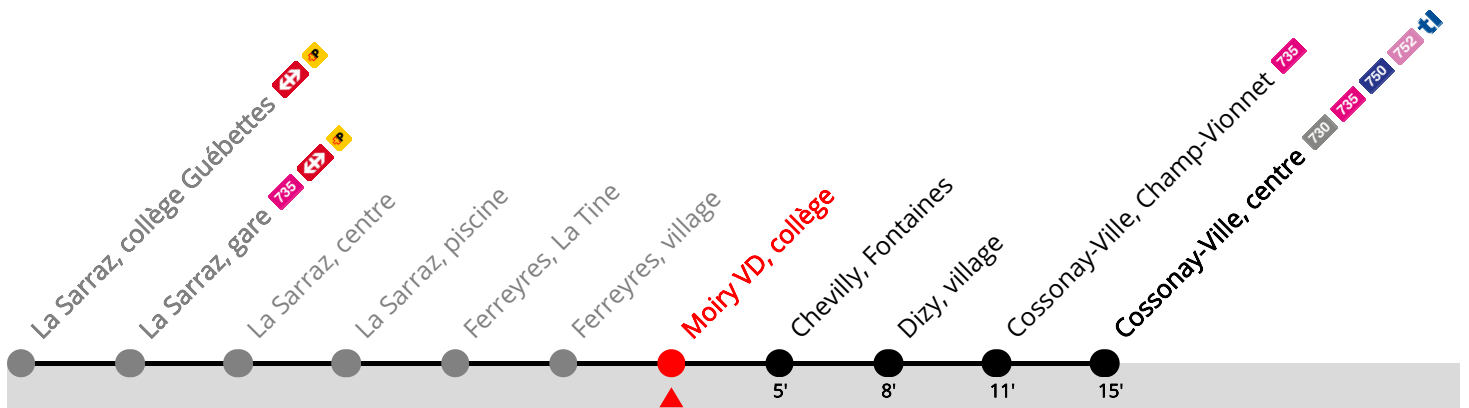 La Sarraz, collège Guébettes P
La Sarraz, gare 735 P
La Sarraz, centre
La Sarraz, piscine
Ferreyres, La Tine
Ferreyres, village
Moiry VD, collège
Chevilly, Fontaines
Dizy, village
Cossonay-Ville, Champ-Vionnet 735
Cossonay-Ville, centre 730 735 750 752 tl
5' 8' 11' 15'